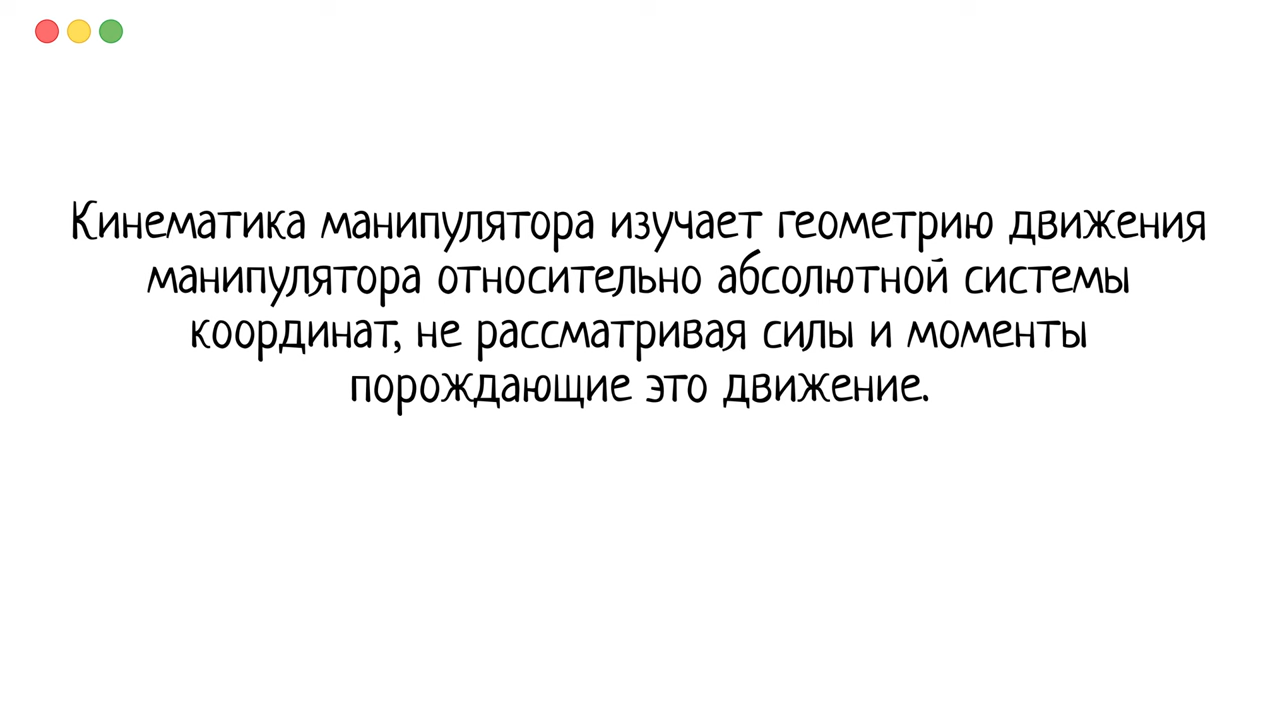 Кинематика манипулятора изучает геометрию движения
манипулятора относительно абсолютной системы
координат, не рассматривая силы и моменты
порождающие это движение.